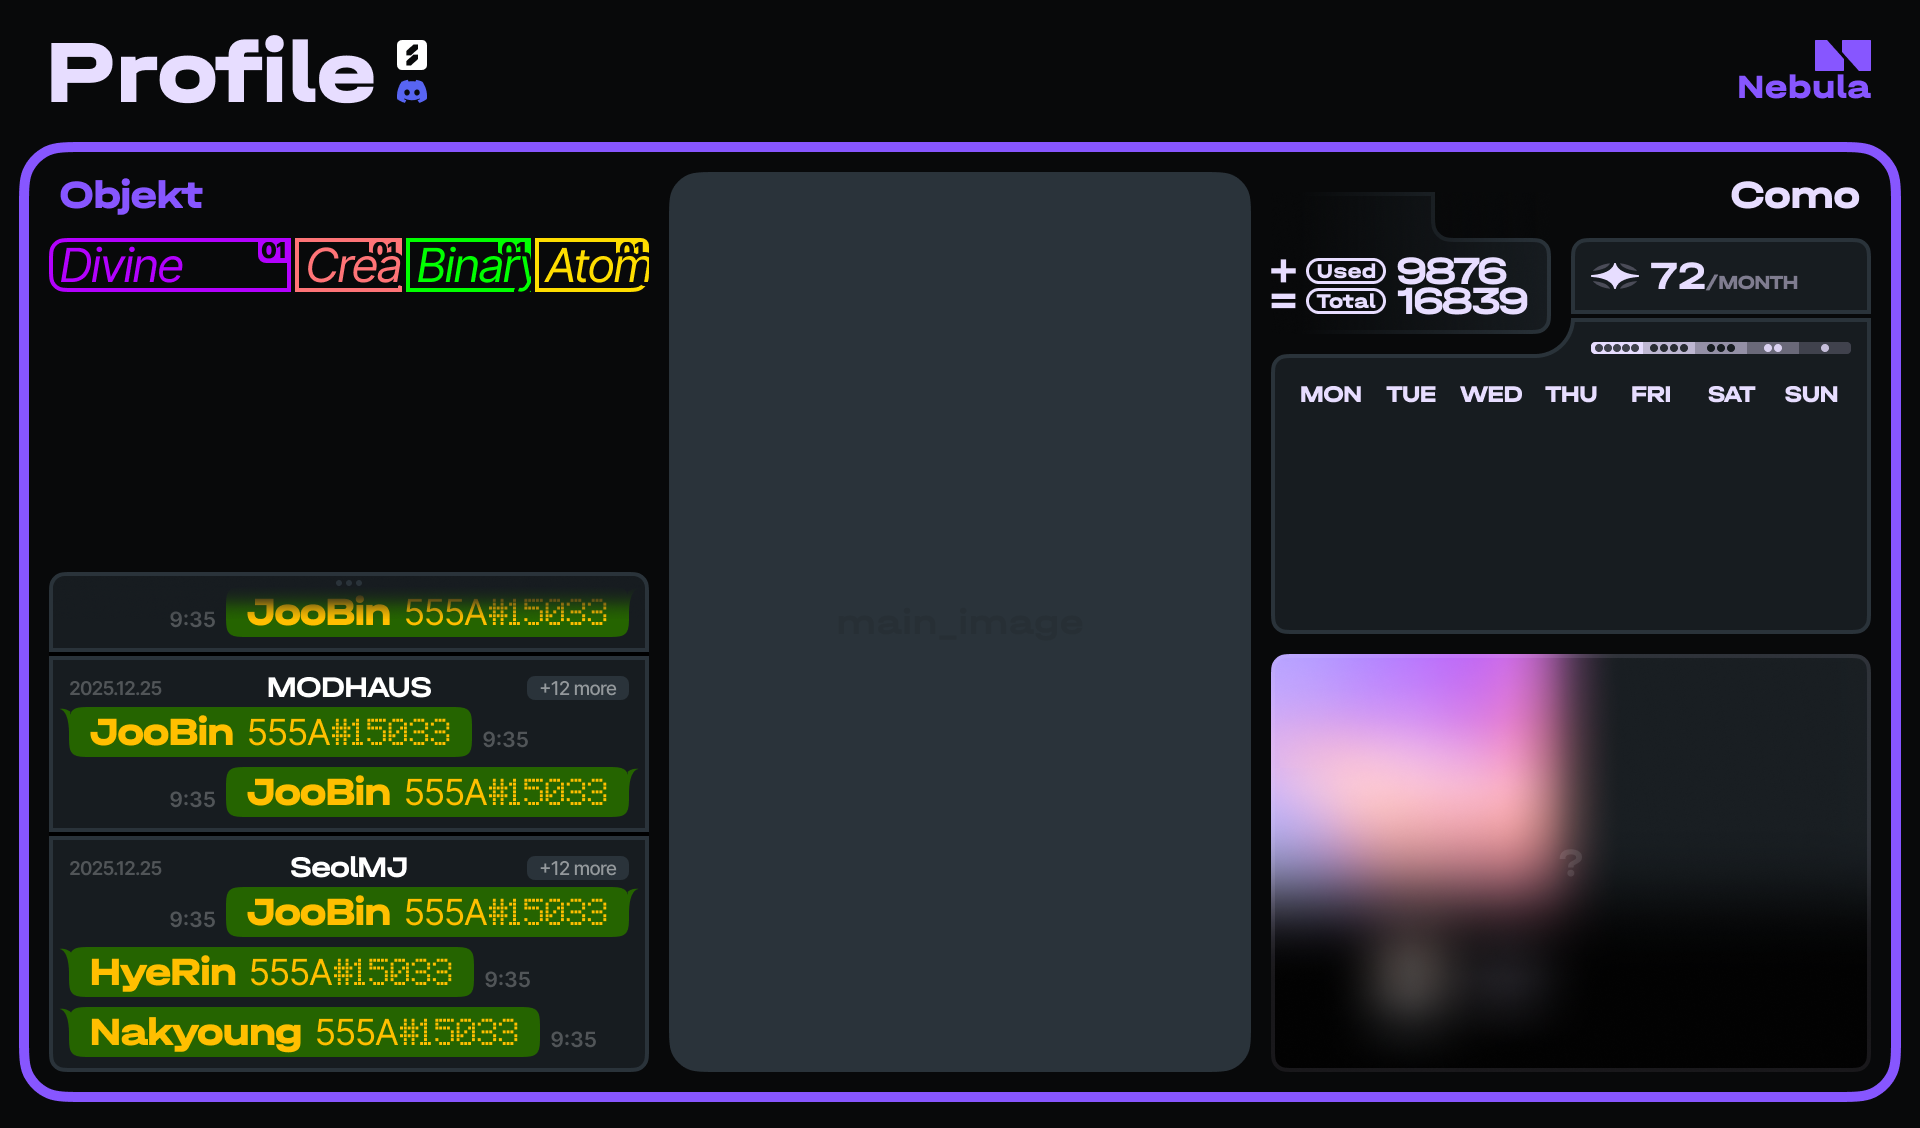 Profile
Nebula
Objekt
Divine 01
Crea 01
Binary 01
Atom 01
9:35 JooBin 555A#15033
2025.12.25 MODHAUS +12 more
JooBin 555A#15033 9:35
9:35 JooBin 555A#15033
2025.12.25 SeolMJ +12 more
9:35 JooBin 555A#15033
HyeRin 555A#15033 9:35
Nakyoung 555A#15033 9:35
main_image
Como
+ Used 9876
= Total 16839
72/MONTH
MON TUE WED THU FRI SAT SUN
?